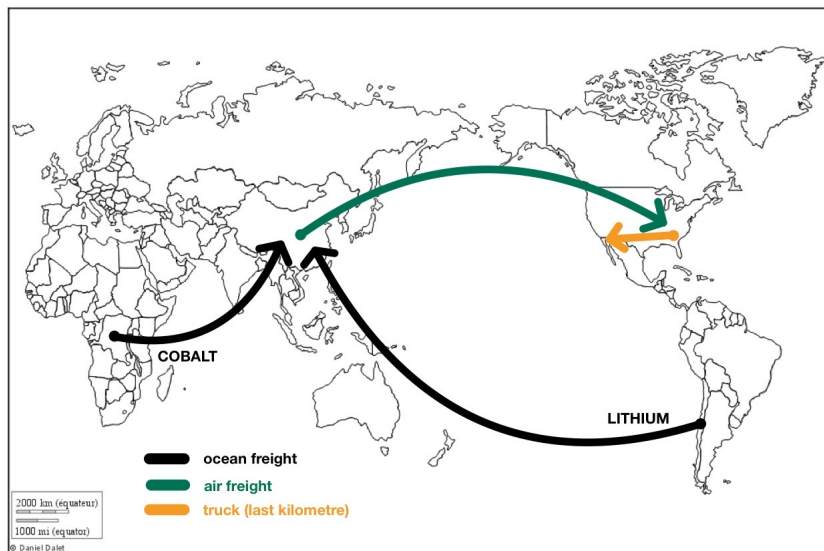 COBALT
LITHIUM
ocean freight
air freight
truck (last kilometre)
2000 km (équateur)
1000 mi (equator)
© Daniel Dalet